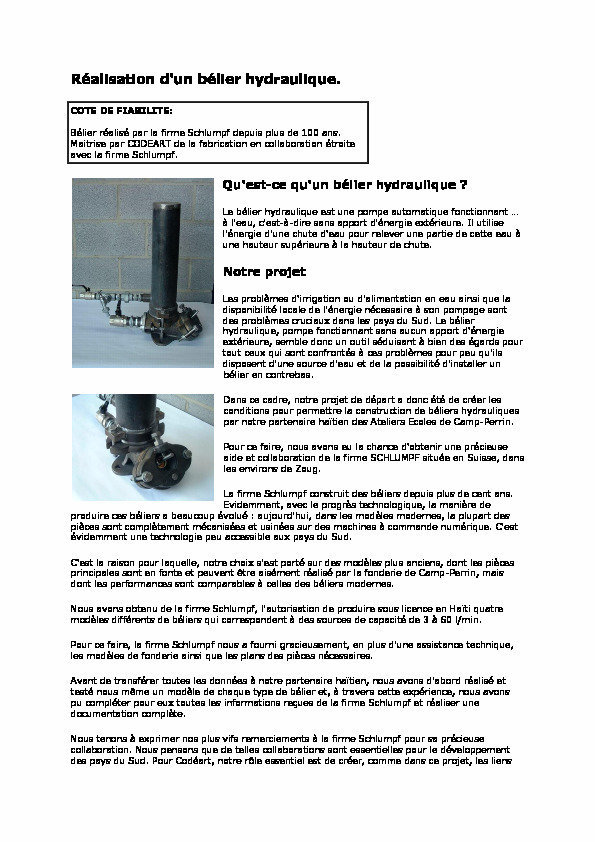 Réalisation d'un bélier hydraulique.
COTE DE FIABILITE:
Bélier réalisé par la firme Schlumpf depuis plus de 100 ans.
Maitrise par CODEART de la fabrication en collaboration étroite
avec la firme Schlumpf.
Qu'est-ce qu'un bélier hydraulique ?
Le bélier hydraulique est une pompe automatique fonctionnant ...
à l'eau, c'est-à-dire sans apport d'énergie extérieure. Il utilise
l'énergie d'une chute d'eau pour relever une partie de cette eau à
une hauteur supérieure à la hauteur de chute.
Notre projet
Les problèmes d'irrigation ou d'alimentation en eau ainsi que la
disponibilité locale de l'énergie nécessaire à son pompage sont
des problèmes cruciaux dans les pays du Sud. Le bélier
hydraulique, pompe fonctionnant sans aucun apport d'énergie
extérieure, semble donc un outil séduisant à bien des égards pour
tout ceux qui sont confrontés à ces problèmes pour peu qu'ils
disposent d'une source d'eau et de la possibilité d'installer un
bélier en contrebas.
Dans ce cadre, notre projet de départ a donc été de créer les
conditions pour permettre la construction de béliers hydrauliques
par notre partenaire haïtien des Ateliers Ecoles de Camp-Perrin.
Pour ce faire, nous avons eu la chance d'obtenir une précieuse
aide et collaboration de la firme SCHLUMPF située en Suisse, dans
les environs de Zoug.
La firme Schlumpf construit des béliers depuis plus de cent ans.
Evidemment, avec le progrès technologique, la manière de
produire ces béliers a beaucoup évolué : aujourd'hui, dans les modèles modernes, la plupart des
pièces sont complètement mécanisées et usinées sur des machines à commande numérique. C'est
évidemment une technologie peu accessible aux pays du Sud.
C'est la raison pour laquelle, notre choix s'est porté sur des modèles plus anciens, dont les pièces
principales sont en fonte et peuvent être aisément réalisé par la fonderie de Camp-Perrin, mais
dont les performances sont comparables à celles des béliers modernes.
Nous avons obtenu de la firme Schlumpf, l'autorisation de produire sous licence en Haïti quatre
modèles différents de béliers qui correspondent à des sources de capacité de 3 à 60 l/min.
Pour ce faire, la firme Schlumpf nous a fourni gracieusement, en plus d'une assistance technique,
les modèles de fonderie ainsi que les plans des pièces nécessaires.
Avant de transférer toutes les données à notre partenaire haïtien, nous avons d'abord réalisé et
testé nous même un modèle de chaque type de bélier et, à travers cette expérience, nous avons
pu compléter pour eux toutes les informations reçues de la firme Schlumpf et réaliser une
documentation complète.
Nous tenons à exprimer nos plus vifs remerciements à la firme Schlumpf pour sa précieuse
collaboration. Nous pensons que de telles collaborations sont essentielles pour le développement
des pays du Sud. Pour Codéart, notre rôle essentiel est de créer, comme dans ce projet, les liens